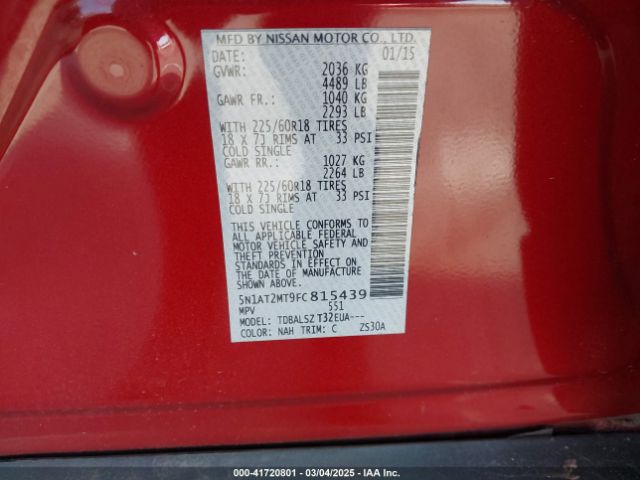 MFD BY NISSAN MOTOR CO., LTD.
DATE: 01/15
GVWR: 2036 KG
4489 LB
GAWR FR.: 1040 KG
2293 LB
WITH 225/60R18 TIRES
18 X 7J RIMS AT 33 PSI
COLD SINGLE
GAWR RR.: 1027 KG
2264 LB
WITH 225/60R18 TIRES
18 X 7J RIMS AT 33 PSI
COLD SINGLE
THIS VEHICLE CONFORMS TO
ALL APPLICABLE FEDERAL
MOTOR VEHICLE SAFETY AND
THEFT PREVENTION
STANDARDS IN EFFECT ON
THE DATE OF MANUFACTURE
SHOWN ABOVE.
5N1AT2MT9FC815439
MPV 551
MODEL: TDBALSZ T32EUA---
COLOR: NAH TRIM: C ZS30A
000-41720801 - 03/04/2025 - IAA Inc.